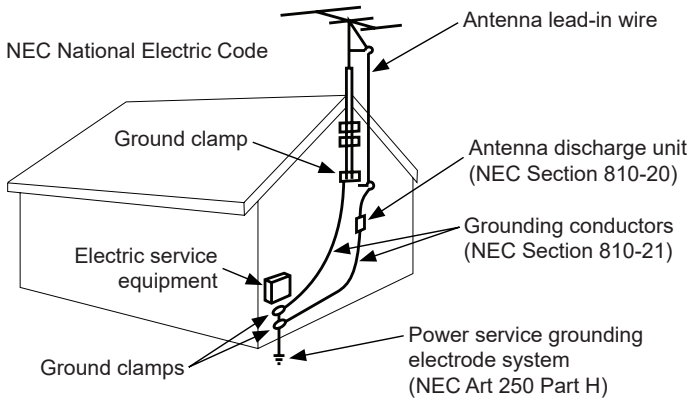 Antenna lead-in wire
NEC National Electric Code
Ground clamp
Antenna discharge unit
(NEC Section 810-20)
Grounding conductors
(NEC Section 810-21)
Electric service
equipment
Power service grounding
electrode system
(NEC Art 250 Part H)
Ground clamps